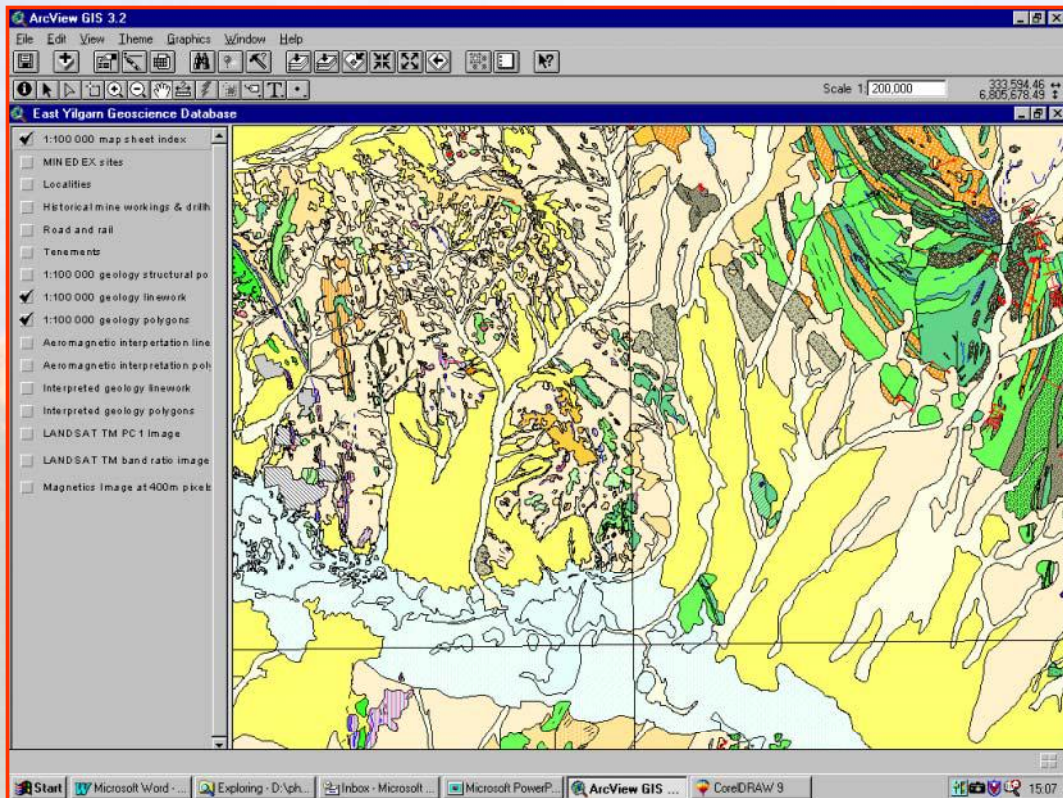 ArcView GIS 3.2
File Edit View Theme Graphics Window Help
Scale 1: 200,000
333,594.46
6,805,678.49
East Yilgarn Geoscience Database
1:100 000 map sheet index
MINEDEX sites
Localities
Historical mine workings & drillh
Road and rail
Tenements
1:100 000 geology structural po
1:100 000 geology linework
1:100 000 geology polygons
Aeromagnetic interpertation line
Aeromagnetic interpretation poly
Interpreted geology linework
Interpreted geology polygons
LANDSAT TM PC1 Image
LANDSAT TM band ratio image
Magnetics Image at 400m pixels
Start Microsoft Word - ... Exploring - D:\ph... Inbox - Microsoft ... Microsoft PowerP... ArcView GIS ... CorelDRAW 9 15:07